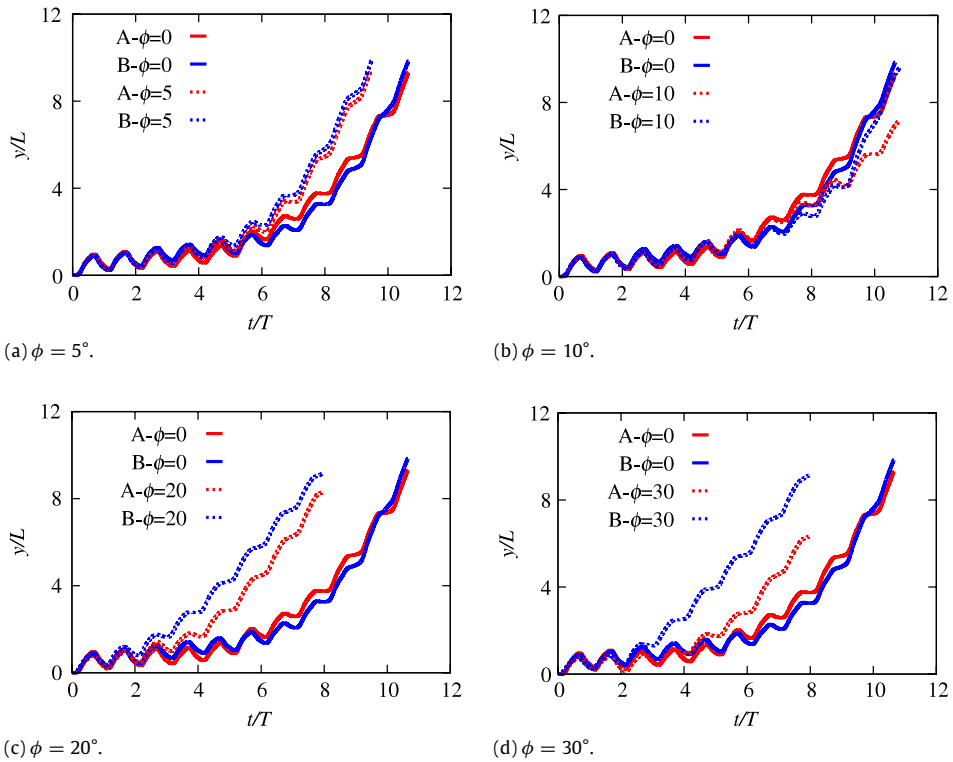 12
A-ϕ=0
B-ϕ=0
A-ϕ=5
B-ϕ=5
8
y/L
4
0
0 2 4 6 8 10 12
t/T
(a) ϕ = 5°.
12
A-ϕ=0
B-ϕ=0
A-ϕ=10
B-ϕ=10
8
y/L
4
0
0 2 4 6 8 10 12
t/T
(b) ϕ = 10°.
12
A-ϕ=0
B-ϕ=0
A-ϕ=20
B-ϕ=20
8
y/L
4
0
0 2 4 6 8 10 12
t/T
(c) ϕ = 20°.
12
A-ϕ=0
B-ϕ=0
A-ϕ=30
B-ϕ=30
8
y/L
4
0
0 2 4 6 8 10 12
t/T
(d) ϕ = 30°.